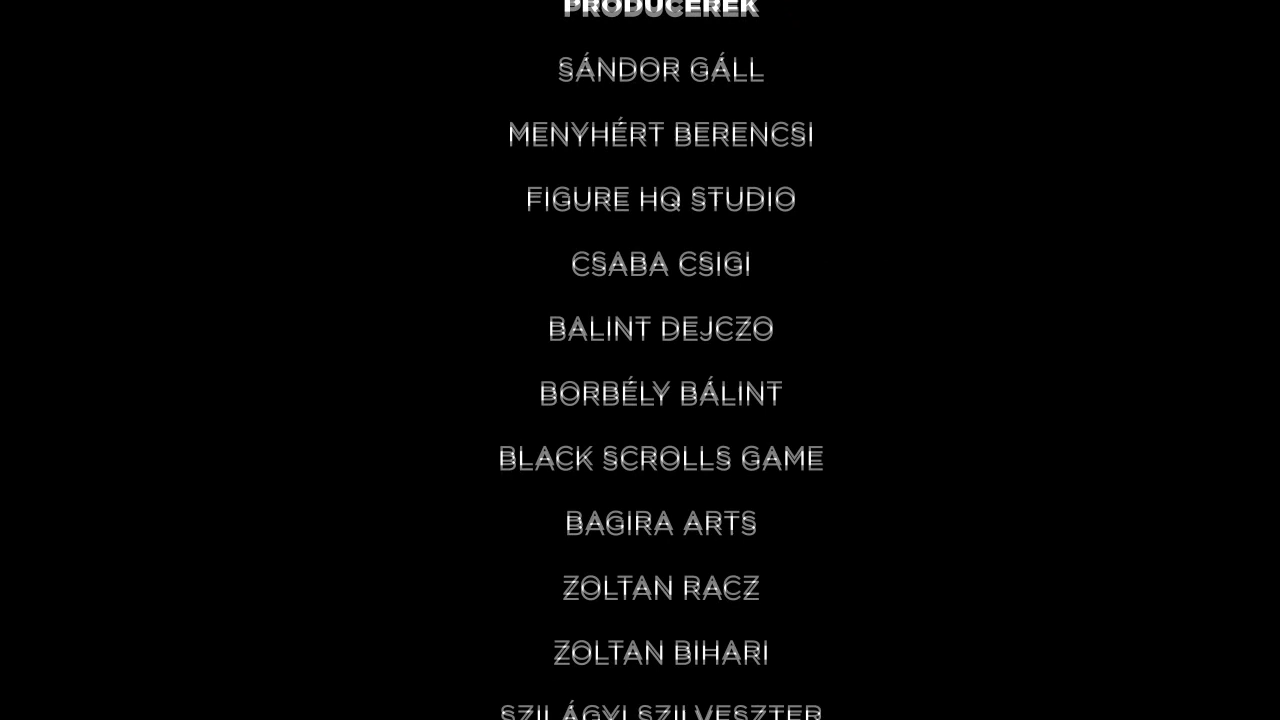 PRODUCEREK
SÁNDOR GÁLL
MENYHÉRT BERENCSI
FIGURE HQ STUDIO
CSABA CSIGI
BALINT DEJCZO
BORBÉLY BÁLINT
BLACK SCROLLS GAME
BAGIRA ARTS
ZOLTAN RACZ
ZOLTAN BIHARI
SZILÁGYI SZILVESZTER